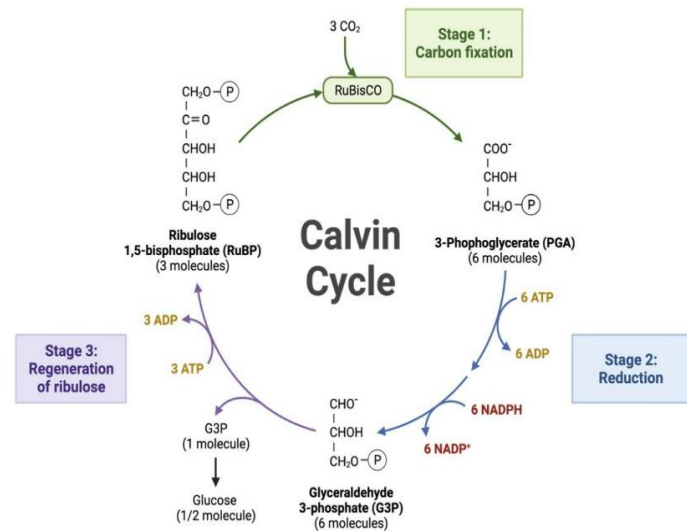 3 CO₂
Stage 1:
Carbon fixation
RuBisCO
CH₂O-P
C=O
CHOH
CHOH
CH₂O-P
Ribulose
1,5-bisphosphate (RuBP)
(3 molecules)
COO⁻
CHOH
CH₂O-P
3-Phophoglycerate (PGA)
(6 molecules)
Calvin
Cycle
6 ATP
6 ADP
Stage 2:
Reduction
6 NADPH
6 NADP⁺
CHO⁻
CHOH
CH₂O-P
Glyceraldehyde
3-phosphate (G3P)
(6 molecules)
3 ADP
3 ATP
Stage 3:
Regeneration
of ribulose
G3P
(1 molecule)
Glucose
(1/2 molecule)